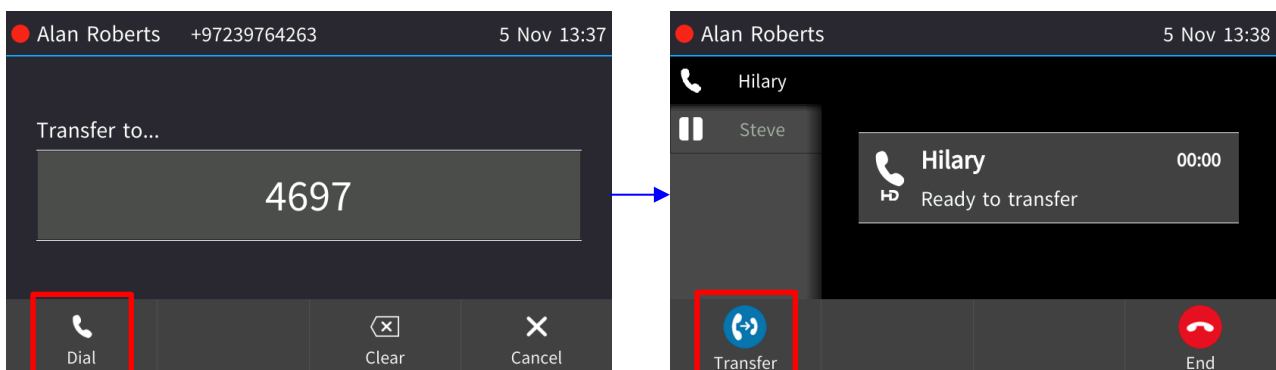 Alan Roberts +97239764263 5 Nov 13:37
Transfer to...
4697
Dial Clear Cancel
Alan Roberts 5 Nov 13:38
Hilary
Steve
Hilary 00:00
HD Ready to transfer
Transfer End